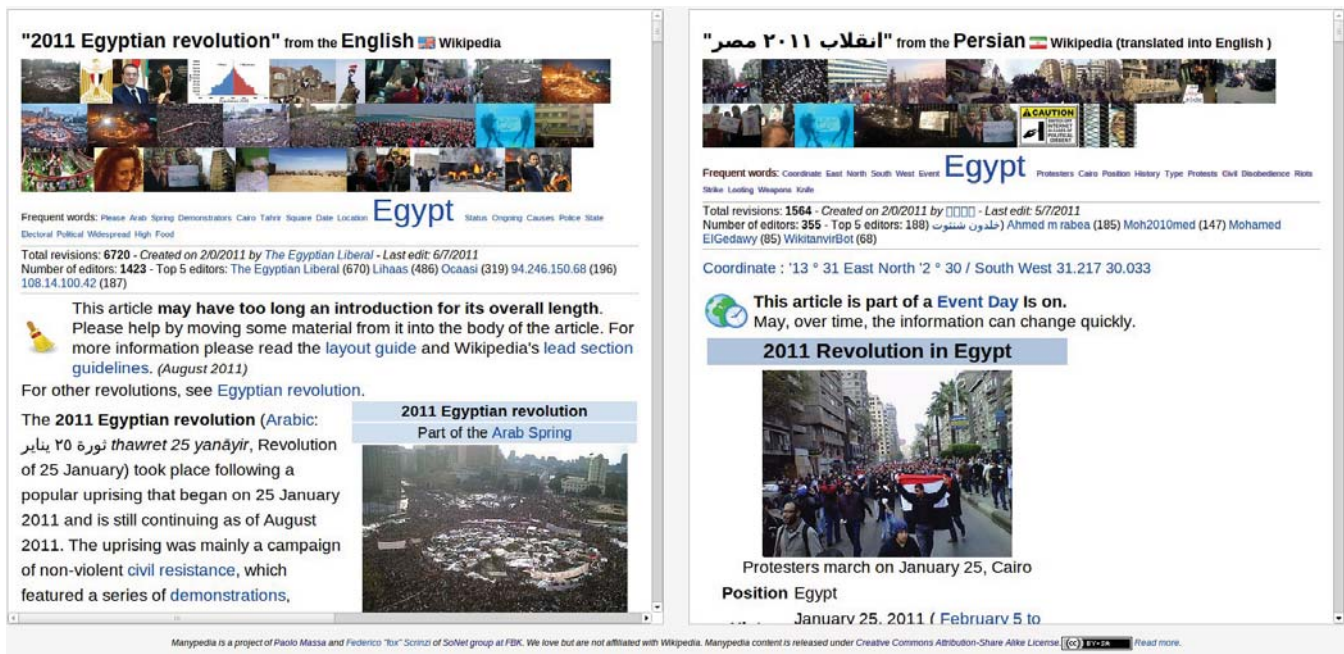 "2011 Egyptian revolution" from the English Wikipedia
Frequent words: Please Arab Spring Demonstrators Cairo Tahrir Square Date Location Egypt Status Ongoing Causes Police State
Electoral Political Widespread High Food
Total revisions: 6720 - Created on 2/0/2011 by The Egyptian Liberal - Last edit: 6/7/2011
Number of editors: 1423 - Top 5 editors: The Egyptian Liberal (670) Lihaas (486) Ocaasi (319) 94.246.150.68 (196)
108.14.100.42 (187)
This article may have too long an introduction for its overall length.
Please help by moving some material from it into the body of the article. For
more information please read the layout guide and Wikipedia's lead section
guidelines. (August 2011)
For other revolutions, see Egyptian revolution.
The 2011 Egyptian revolution (Arabic:
ثورة ٢٥ يناير thawret 25 yanāyir, Revolution
of 25 January) took place following a
popular uprising that began on 25 January
2011 and is still continuing as of August
2011. The uprising was mainly a campaign
of non-violent civil resistance, which
featured a series of demonstrations,
2011 Egyptian revolution
Part of the Arab Spring
"انقلاب ٢٠١١ مصر" from the Persian Wikipedia (translated into English )
CAUTION
Frequent words: Coordinate East North South West Event Egypt Protesters Cairo Position History Type Protests Civil Disobedience Riots
Strike Looting Weapons Knife
Total revisions: 1564 - Created on 2/0/2011 by - Last edit: 5/7/2011
Number of editors: 355 - Top 5 editors: خلدون شنتوت (188) Ahmed m rabea (185) Moh2010med (147) Mohamed
ElGedawy (85) WikitanvirBot (68)
Coordinate : '13 ° 31 East North '2 ° 30 / South West 31.217 30.033
This article is part of a Event Day Is on.
May, over time, the information can change quickly.
2011 Revolution in Egypt
Protesters march on January 25, Cairo
Position Egypt
January 25, 2011 ( February 5 to
Manypedia is a project of Paolo Massa and Federico "fox" Scrinzi of SoNet group at FBK. We love but are not affiliated with Wikipedia. Manypedia content is released under Creative Commons Attribution-Share Alike License. (cc) BY-SA Read more.